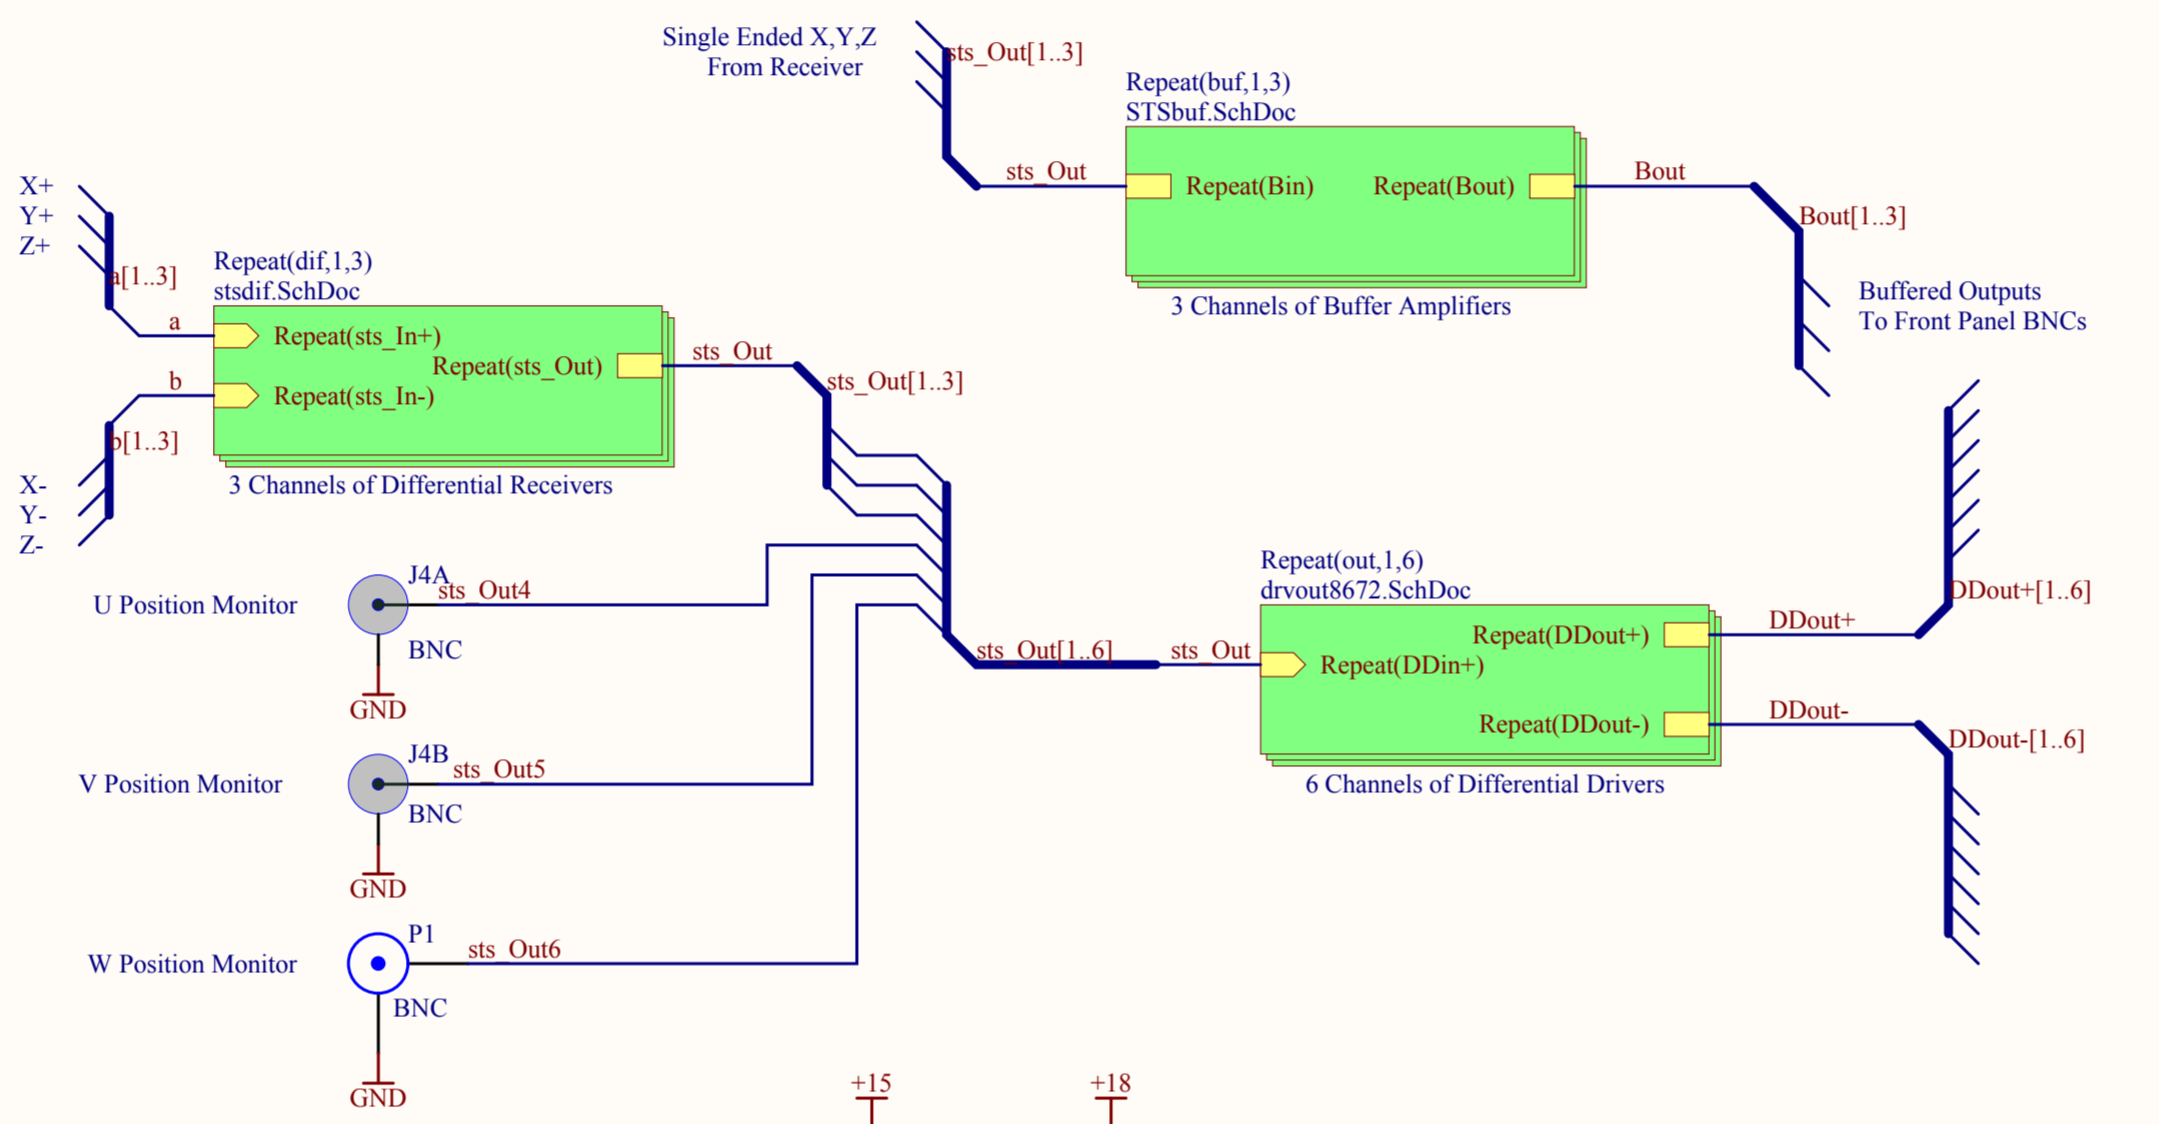 Single Ended X,Y,Z
From Receiver
sts_Out[1..3]
Repeat(buf,1,3)
STSbuf.SchDoc
sts_Out
Repeat(Bin)
Repeat(Bout)
Bout
Bout[1..3]
3 Channels of Buffer Amplifiers
Buffered Outputs
To Front Panel BNCs
X+
Y+
Z+
a[1..3]
a
Repeat(dif,1,3)
stsdif.SchDoc
Repeat(sts_In+)
Repeat(sts_Out)
sts_Out
sts_Out[1..3]
b
Repeat(sts_In-)
b[1..3]
X-
Y-
Z-
3 Channels of Differential Receivers
U Position Monitor
J4A
sts_Out4
BNC
GND
V Position Monitor
J4B
sts_Out5
BNC
GND
W Position Monitor
P1
sts_Out6
BNC
GND
sts_Out[1..6]
sts_Out
Repeat(out,1,6)
drvout8672.SchDoc
Repeat(DDout+)
Repeat(DDin+)
Repeat(DDout-)
DDout+
DDout+[1..6]
DDout-
DDout-[1..6]
6 Channels of Differential Drivers
+15
+18